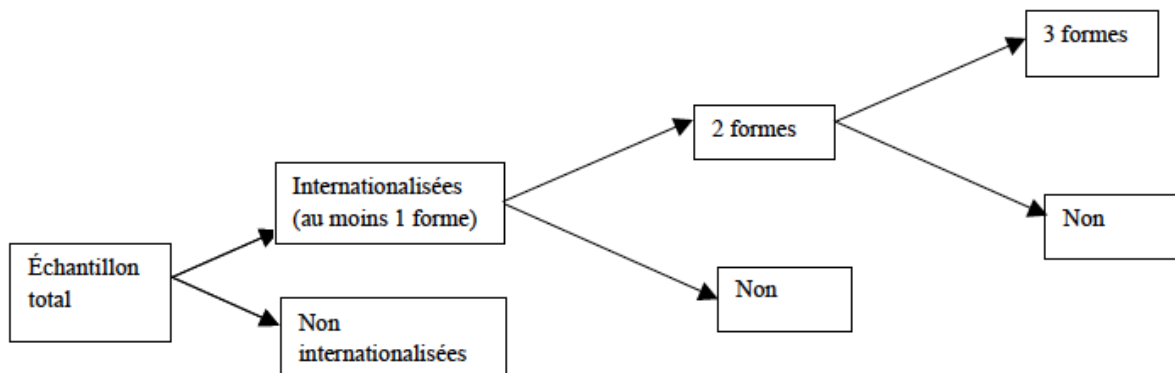 3 formes
2 formes
Internationalisées
(au moins 1 forme)
Non
Échantillon
total
Non
Non
internationalisées